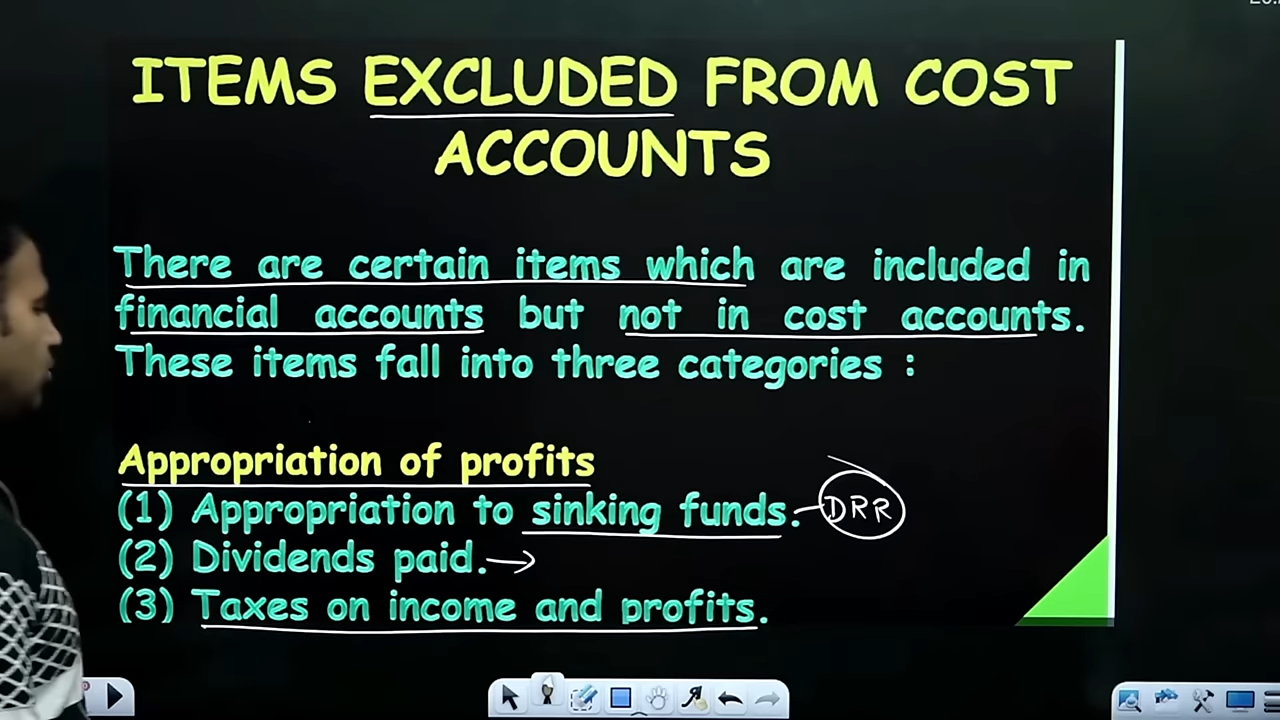 ITEMS EXCLUDED FROM COST
ACCOUNTS
There are certain items which are included in
financial accounts but not in cost accounts.
These items fall into three categories :
Appropriation of profits
(1) Appropriation to sinking funds. DRR
(2) Dividends paid.
(3) Taxes on income and profits.